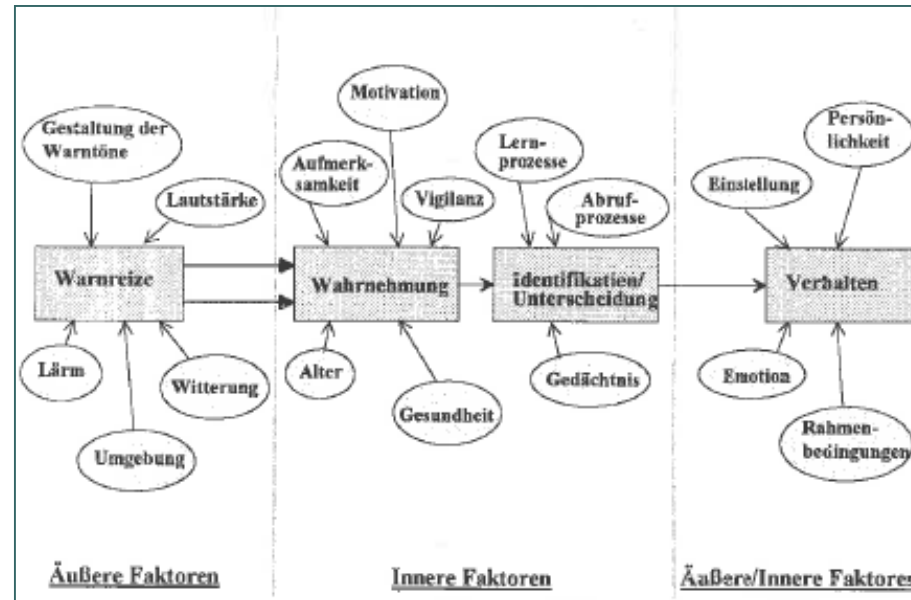 Motivation
Gestaltung der
Warntöne
Aufmerk-
samkeit
Lern-
prozesse
Persön-
lichkeit
Lautstärke
Vigilanz
Abruf-
prozesse
Einstellung
Warnreize
Wahrnehmung
identifikation/
Unterscheidung
Verhalten
Lärm
Witterung
Umgebung
Alter
Gesundheit
Gedächtnis
Emotion
Rahmen-
bedingungen
Äußere Faktoren
Innere Faktoren
Äußere/Innere Faktoren